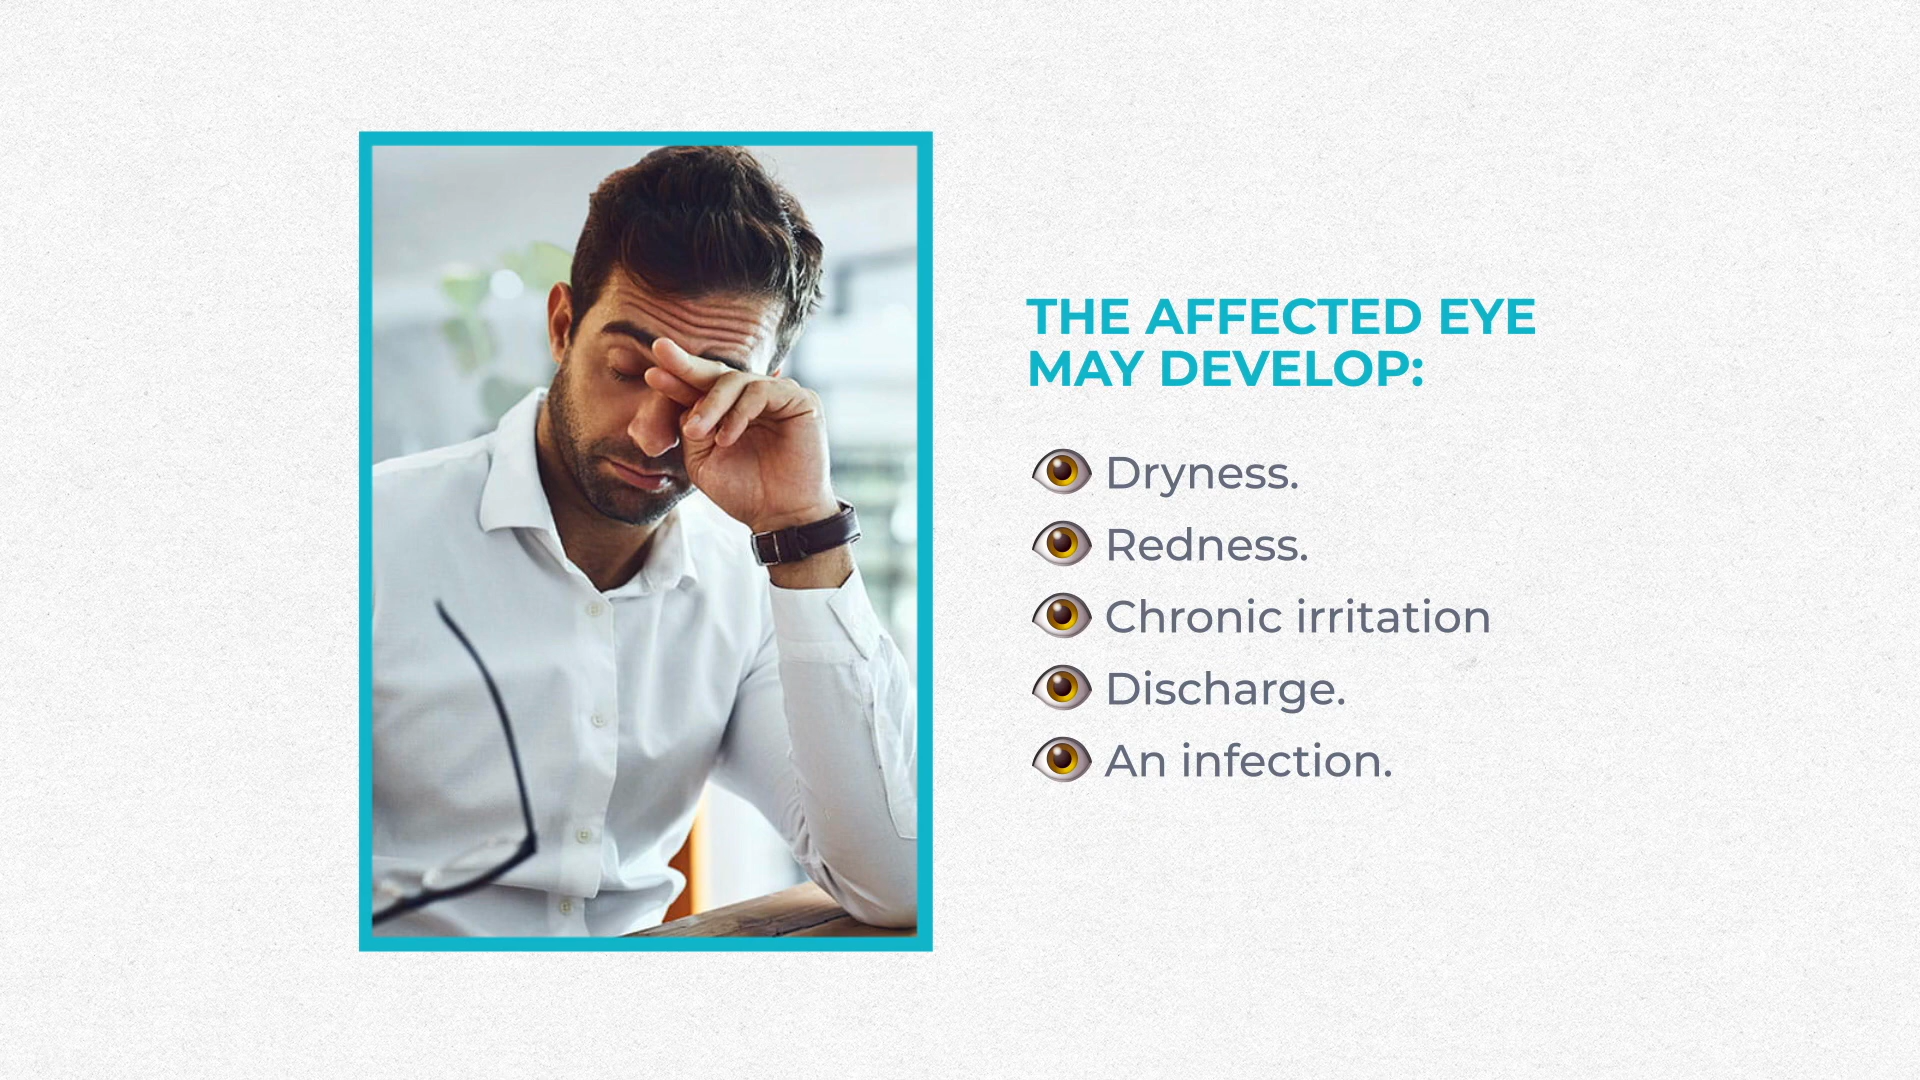 THE AFFECTED EYE
MAY DEVELOP:
Dryness.
Redness.
Chronic irritation
Discharge.
An infection.